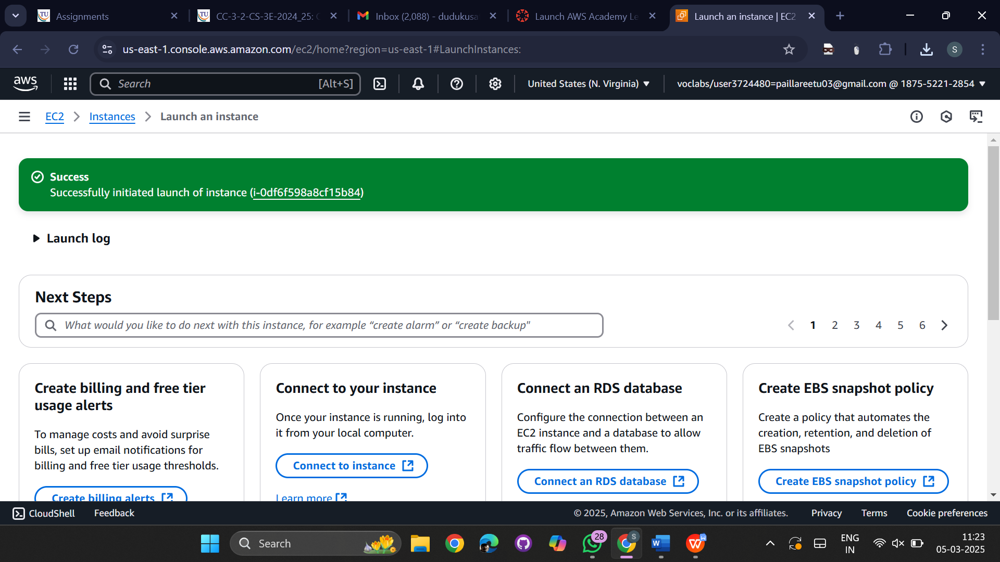 Assignments
CC-3-2-CS-3E-2024_25: C
Inbox (2,088) - dudukusa
Launch AWS Academy Le
Launch an instance | EC2
us-east-1.console.aws.amazon.com/ec2/home?region=us-east-1#LaunchInstances:
S
aws
Search
[Alt+S]
United States (N. Virginia)
voclabs/user3724480=paillareetu03@gmail.com @ 1875-5221-2854
EC2
Instances
Launch an instance
Success
Successfully initiated launch of instance (i-0df6f598a8cf15b84)
Launch log
Next Steps
What would you like to do next with this instance, for example “create alarm” or “create backup"
1 2 3 4 5 6
Create billing and free tier
usage alerts
To manage costs and avoid surprise
bills, set up email notifications for
billing and free tier usage thresholds.
Create billing alerts
Connect to your instance
Once your instance is running, log into
it from your local computer.
Connect to instance
Learn more
Connect an RDS database
Configure the connection between an
EC2 instance and a database to allow
traffic flow between them.
Connect an RDS database
Create EBS snapshot policy
Create a policy that automates the
creation, retention, and deletion of
EBS snapshots
Create EBS snapshot policy
CloudShell
Feedback
© 2025, Amazon Web Services, Inc. or its affiliates.
Privacy
Terms
Cookie preferences
Search
28
S
ENG
IN
11:23
05-03-2025